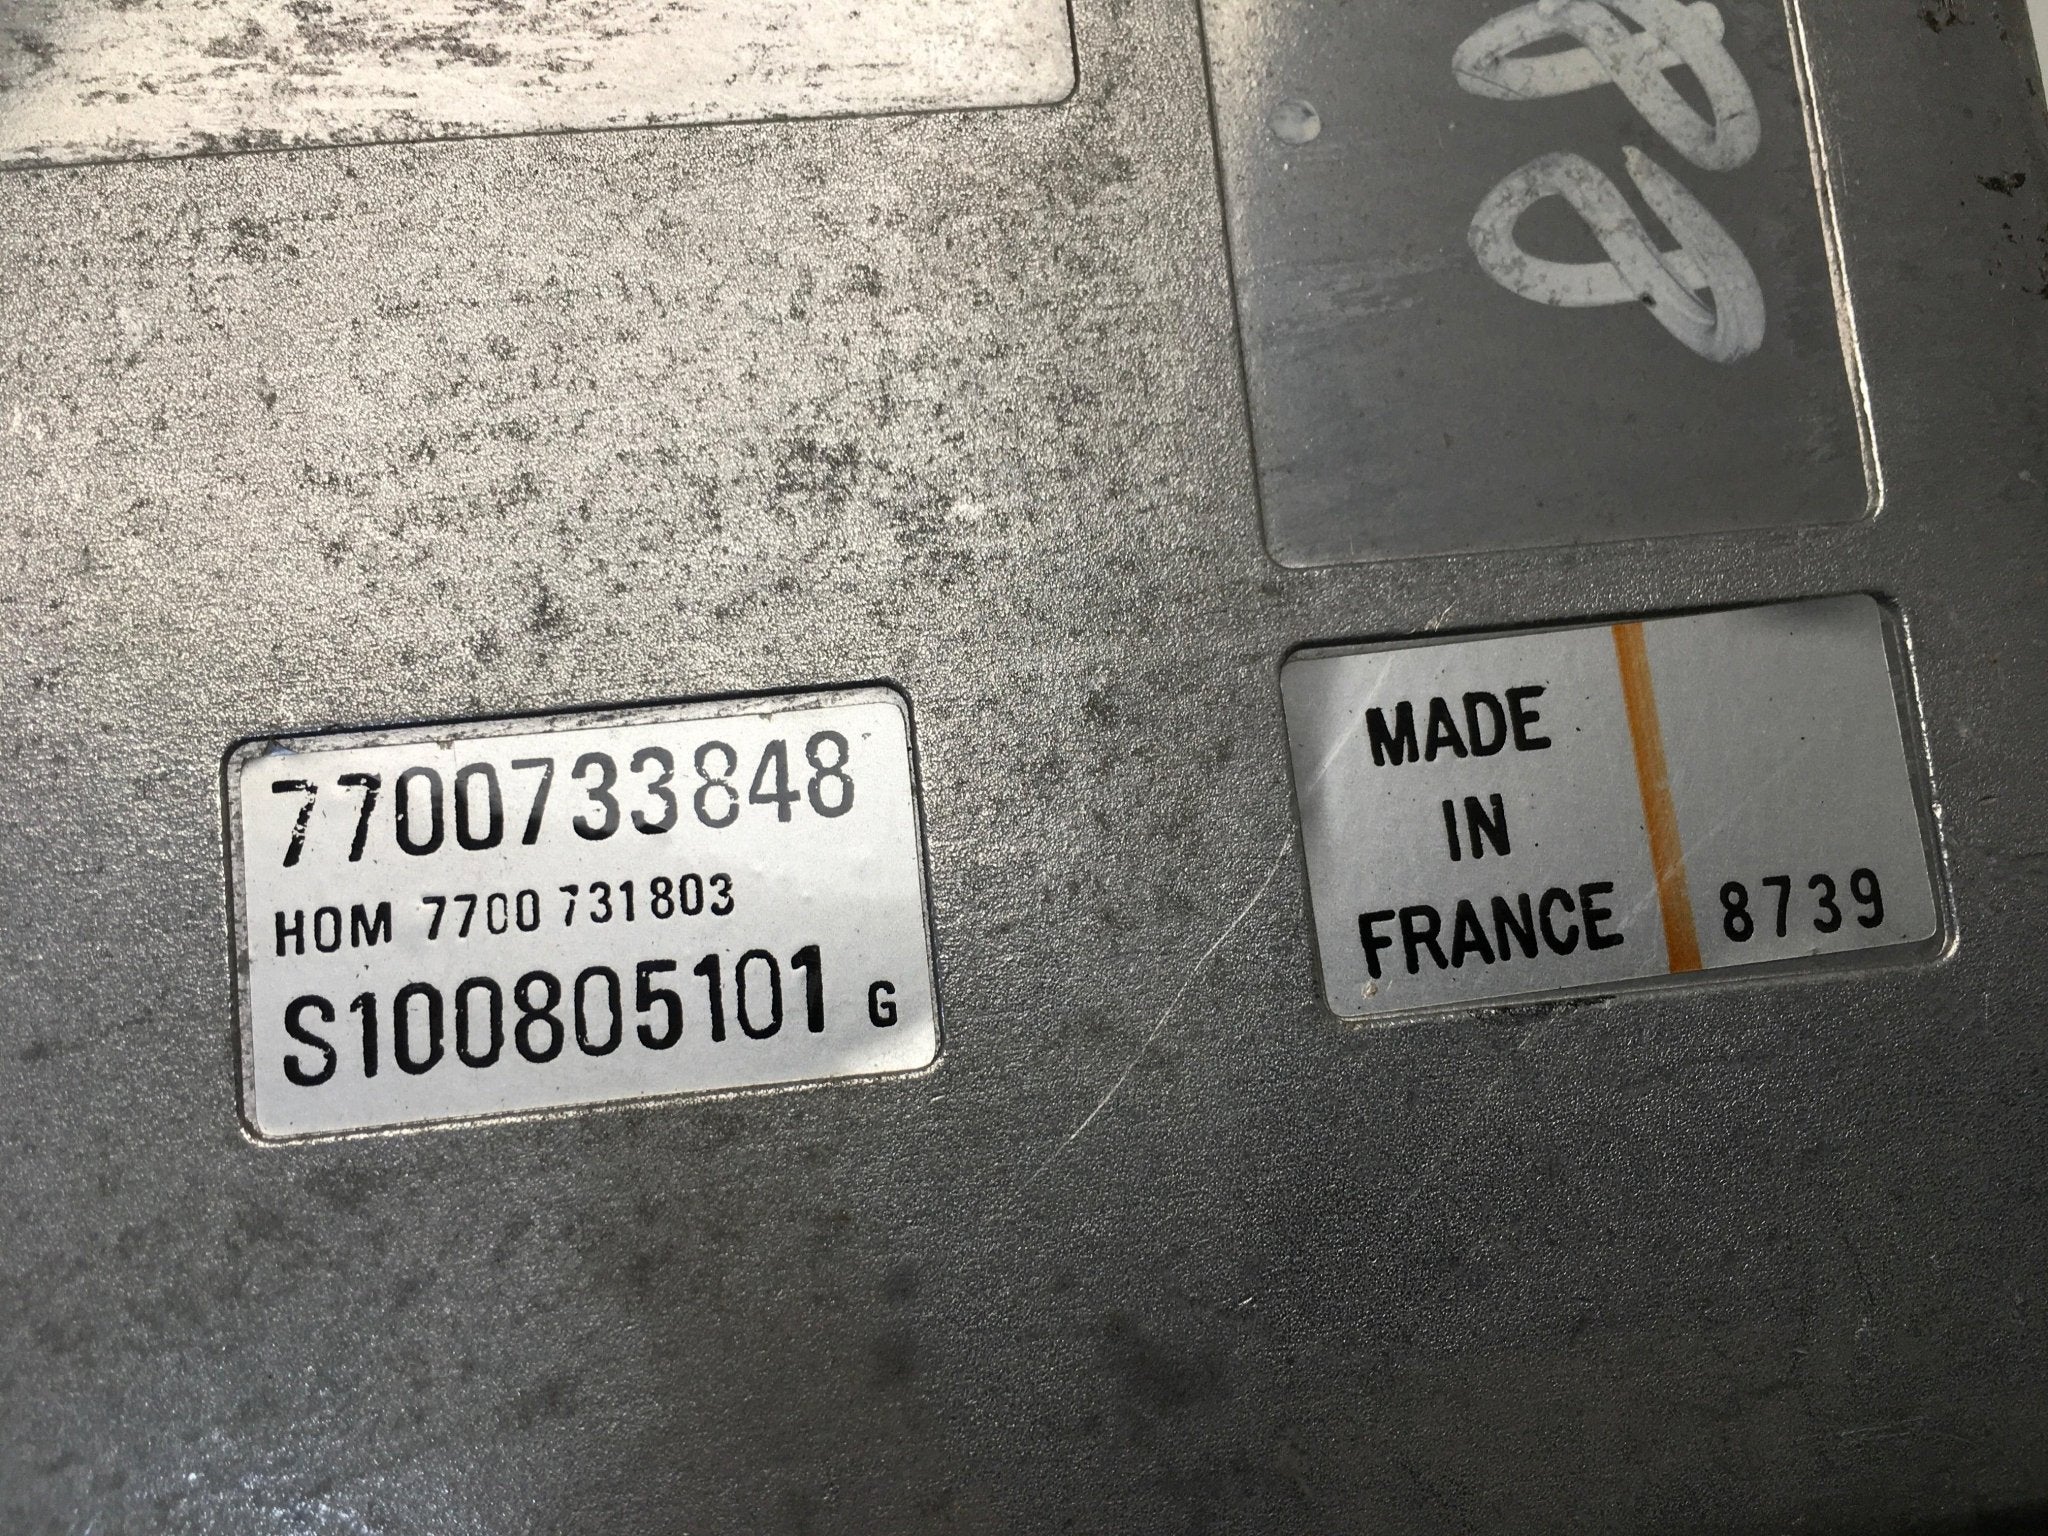 7700733848
HOM 7700 731803
S100805101 G
MADE
IN
FRANCE 8739